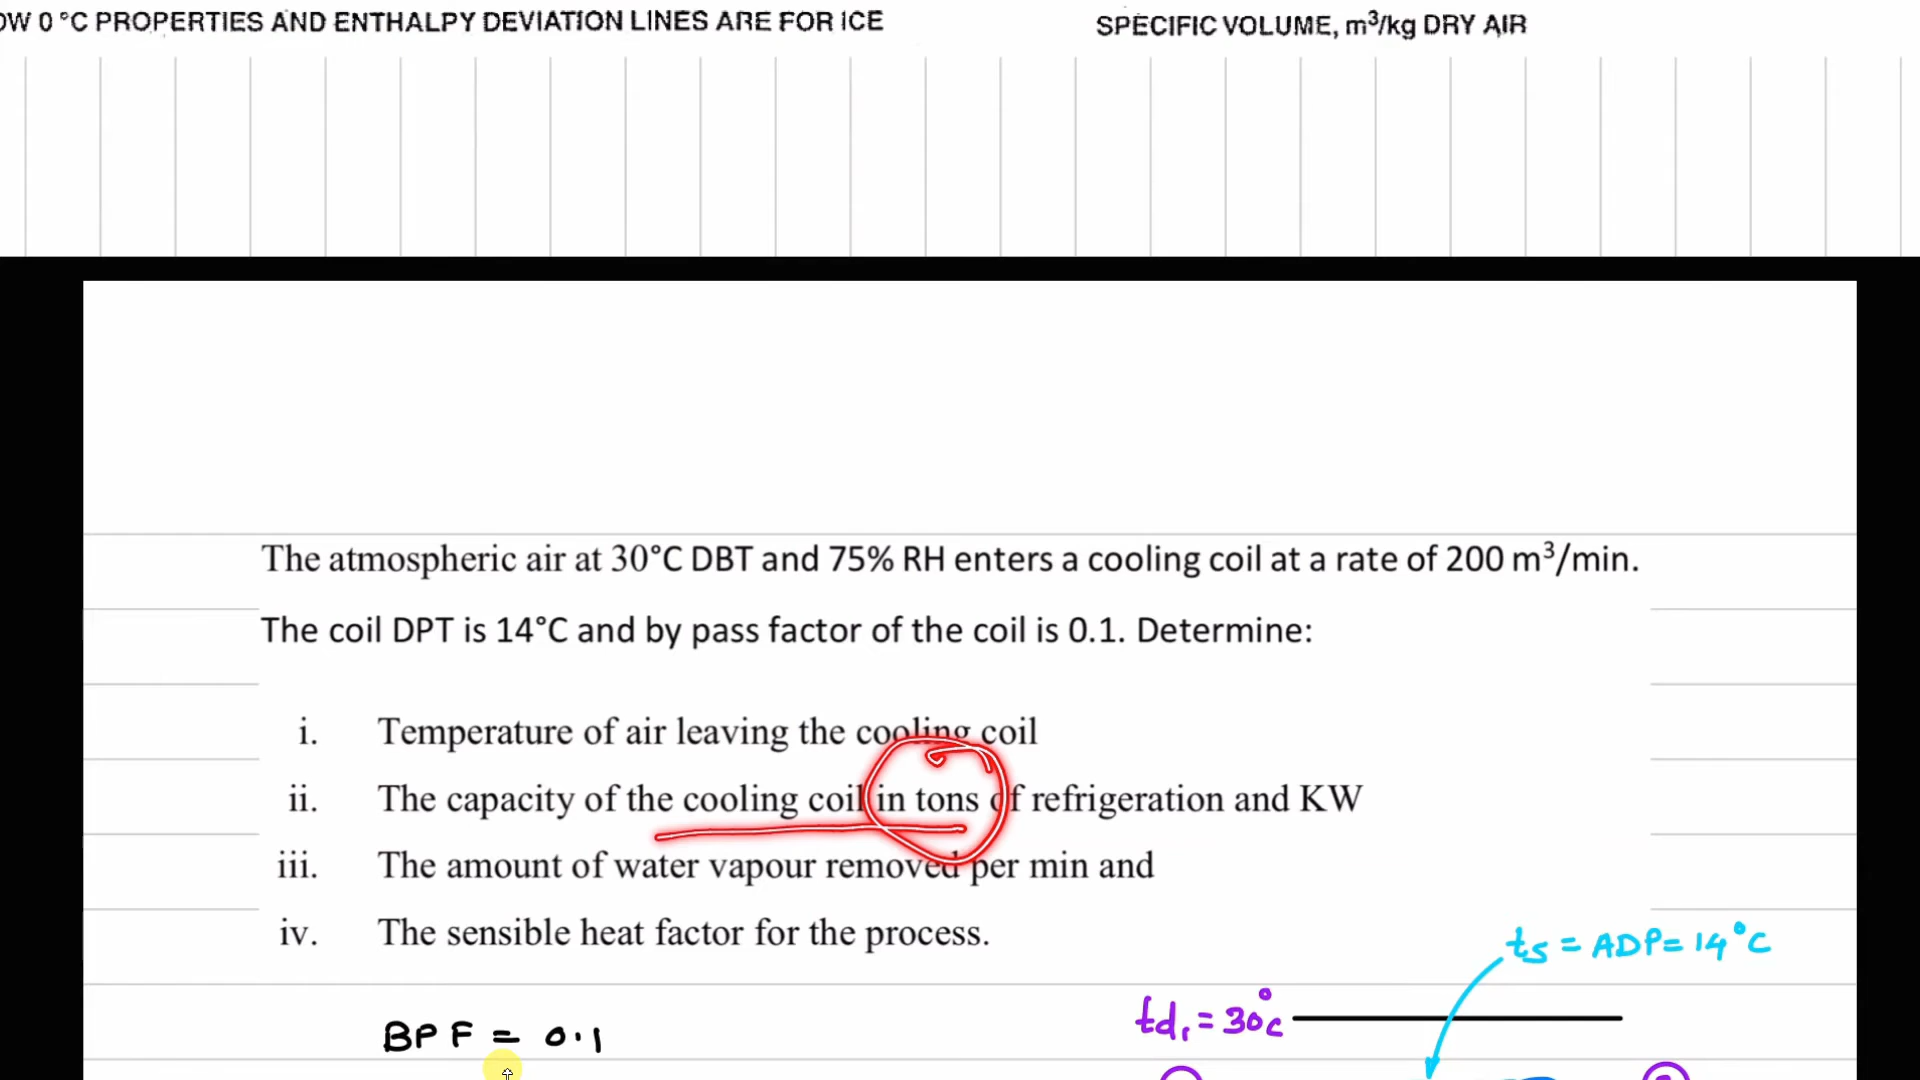 OW 0 °C PROPERTIES AND ENTHALPY DEVIATION LINES ARE FOR ICE
SPECIFIC VOLUME, m³/kg DRY AIR
The atmospheric air at 30°C DBT and 75% RH enters a cooling coil at a rate of 200 m³/min.
The coil DPT is 14°C and by pass factor of the coil is 0.1. Determine:
i. Temperature of air leaving the cooling coil
ii. The capacity of the cooling coil in tons of refrigeration and KW
iii. The amount of water vapour removed per min and
iv. The sensible heat factor for the process.
ts = ADP = 14°C
td₁ = 30°C
BPF = 0.1